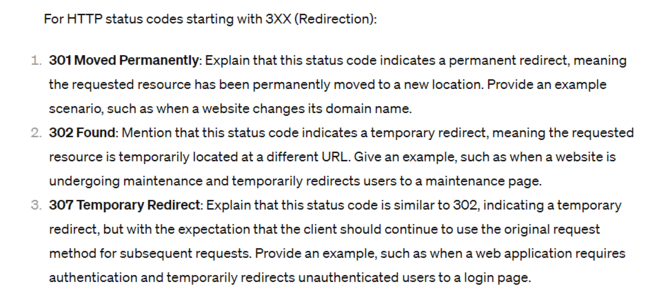 For HTTP status codes starting with 3XX (Redirection):
1. 301 Moved Permanently: Explain that this status code indicates a permanent redirect, meaning
the requested resource has been permanently moved to a new location. Provide an example
scenario, such as when a website changes its domain name.
2. 302 Found: Mention that this status code indicates a temporary redirect, meaning the requested
resource is temporarily located at a different URL. Give an example, such as when a website is
undergoing maintenance and temporarily redirects users to a maintenance page.
3. 307 Temporary Redirect: Explain that this status code is similar to 302, indicating a temporary
redirect, but with the expectation that the client should continue to use the original request
method for subsequent requests. Provide an example, such as when a web application requires
authentication and temporarily redirects unauthenticated users to a login page.